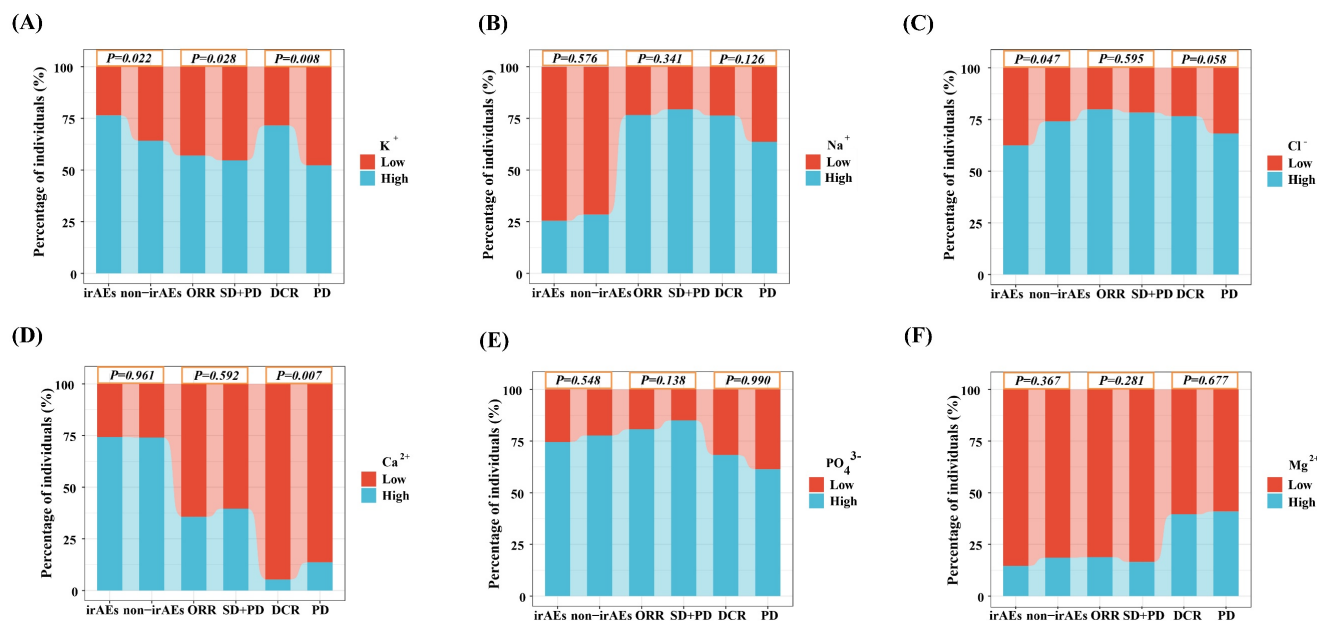 (A)
P=0.022 P=0.028 P=0.008
Percentage of individuals (%)
100
75
50
25
0
irAEs non−irAEs ORR SD+PD DCR PD
K+
Low
High
(B)
P=0.576 P=0.341 P=0.126
Percentage of individuals (%)
100
75
50
25
0
irAEs non−irAEs ORR SD+PD DCR PD
Na+
Low
High
(C)
P=0.047 P=0.595 P=0.058
Percentage of individuals (%)
100
75
50
25
0
irAEs non−irAEs ORR SD+PD DCR PD
Cl-
Low
High
(D)
P=0.961 P=0.592 P=0.007
Percentage of individuals (%)
100
75
50
25
0
irAEs non−irAEs ORR SD+PD DCR PD
Ca2+
Low
High
(E)
P=0.548 P=0.138 P=0.990
Percentage of individuals (%)
100
75
50
25
0
irAEs non−irAEs ORR SD+PD DCR PD
PO43-
Low
High
(F)
P=0.367 P=0.281 P=0.677
Percentage of individuals (%)
100
75
50
25
0
irAEs non−irAEs ORR SD+PD DCR PD
Mg2+
Low
High